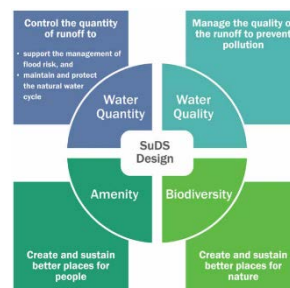 Control the quantity
of runoff to
• support the management of
flood risk, and
• maintain and protect
the natural water
cycle
Manage the quality of
the runoff to prevent
pollution
Water
Quantity
Water
Quality
SuDS
Design
Amenity
Biodiversity
Create and sustain
better places for
people
Create and sustain
better places for
nature